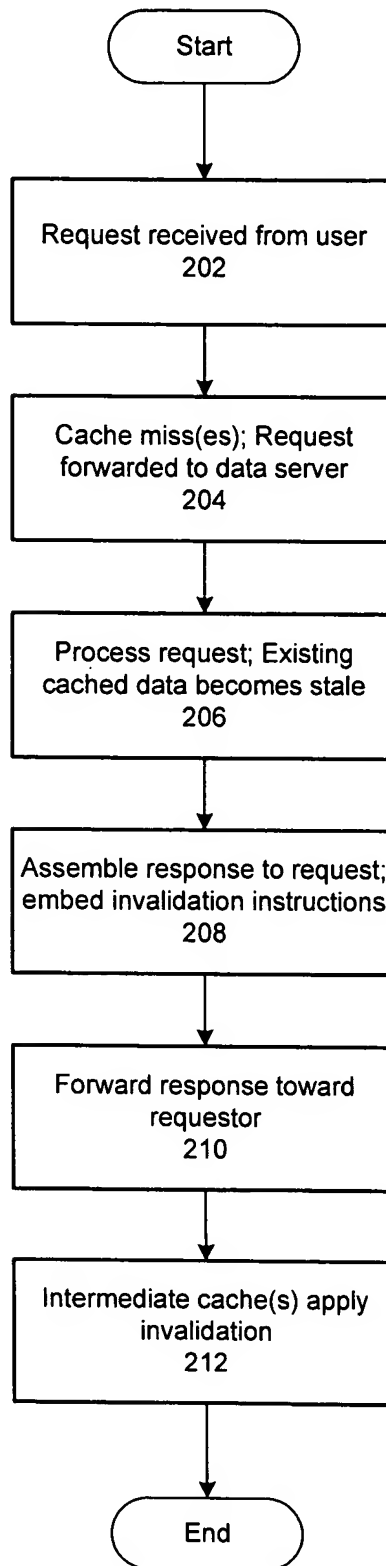 Start
Request received from user
202
Cache miss(es); Request
forwarded to data server
204
Process request; Existing
cached data becomes stale
206
Assemble response to request;
embed invalidation instructions
208
Forward response toward
requestor
210
Intermediate cache(s) apply
invalidation
212
End